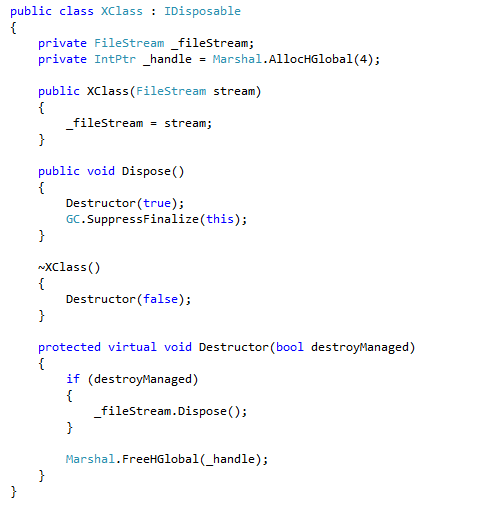 public class XClass : IDisposable
{
    private FileStream _fileStream;
    private IntPtr _handle = Marshal.AllocHGlobal(4);

    public XClass(FileStream stream)
    {
        _fileStream = stream;
    }

    public void Dispose()
    {
        Destructor(true);
        GC.SuppressFinalize(this);
    }

    ~XClass()
    {
        Destructor(false);
    }

    protected virtual void Destructor(bool destroyManaged)
    {
        if (destroyManaged)
        {
            _fileStream.Dispose();
        }

        Marshal.FreeHGlobal(_handle);
    }
}